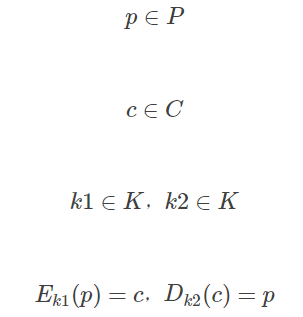 p ∈ P
c ∈ C
k1 ∈ K, k2 ∈ K
E_{k1}(p) = c, D_{k2}(c) = p